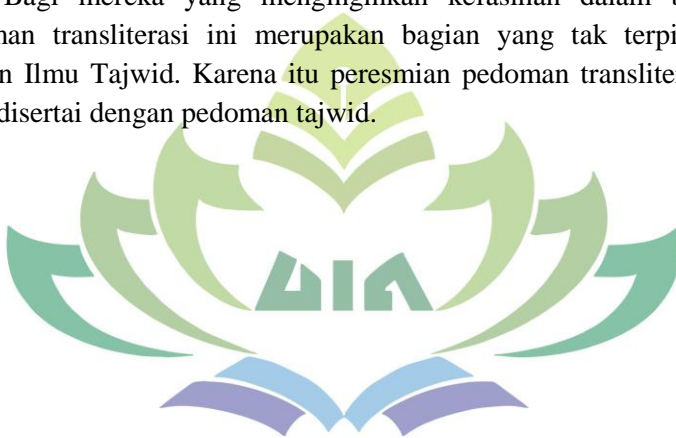 Bagi mereka yang menginginkan kefasihan dalam
transliterasi ini merupakan bagian yang tak
Ilmu Tajwid. Karena itu peresmian pedoman
disertai dengan pedoman tajwid.
UIN